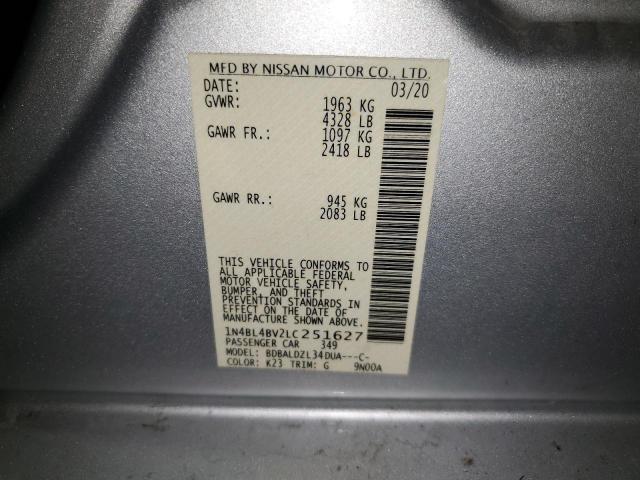 MFD BY NISSAN MOTOR CO., LTD.
DATE: 03/20
GVWR: 1963 KG
4328 LB
GAWR FR.: 1097 KG
2418 LB
GAWR RR.: 945 KG
2083 LB
THIS VEHICLE CONFORMS TO
ALL APPLICABLE FEDERAL
MOTOR VEHICLE SAFETY,
BUMPER, AND THEFT
PREVENTION STANDARDS IN
EFFECT ON THE DATE OF
MANUFACTURE SHOWN ABOVE.
1N4BL4BV2LC251627
PASSENGER CAR 349
MODEL: BDBALDZL34DUA---C-
COLOR: K23 TRIM: G 9N00A